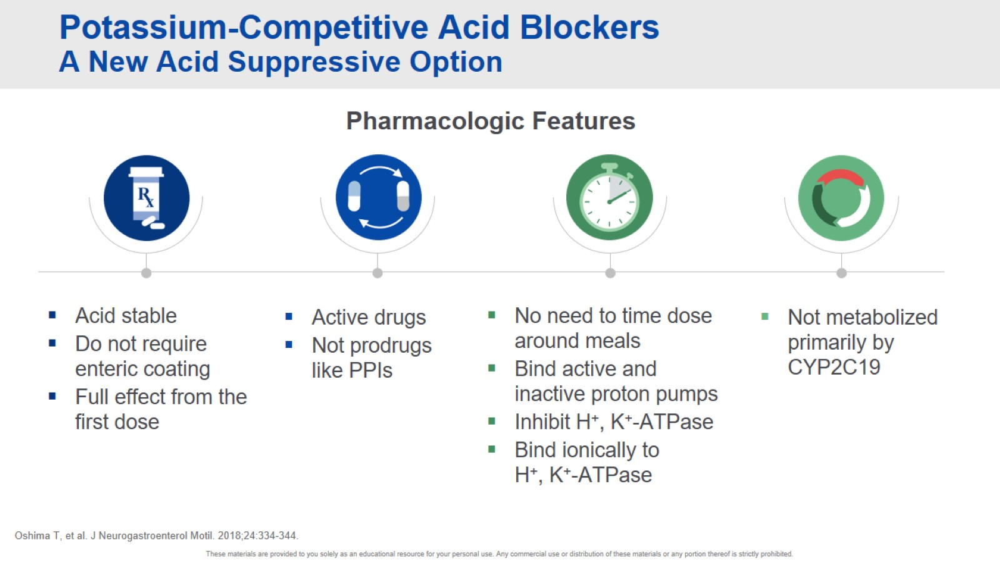 Potassium-Competitive Acid Blockers
A New Acid Suppressive Option
Pharmacologic Features
Rx
▪ Acid stable
▪ Do not require
enteric coating
▪ Full effect from the
first dose
▪ Active drugs
▪ Not prodrugs
like PPIs
▪ No need to time dose
around meals
▪ Bind active and
inactive proton pumps
▪ Inhibit H⁺, K⁺-ATPase
▪ Bind ionically to
H⁺, K⁺-ATPase
▪ Not metabolized
primarily by
CYP2C19
Oshima T, et al. J Neurogastroenterol Motil. 2018;24:334-344.
These materials are provided to you solely as an educational resource for your personal use. Any commercial use or distribution of these materials or any portion thereof is strictly prohibited.